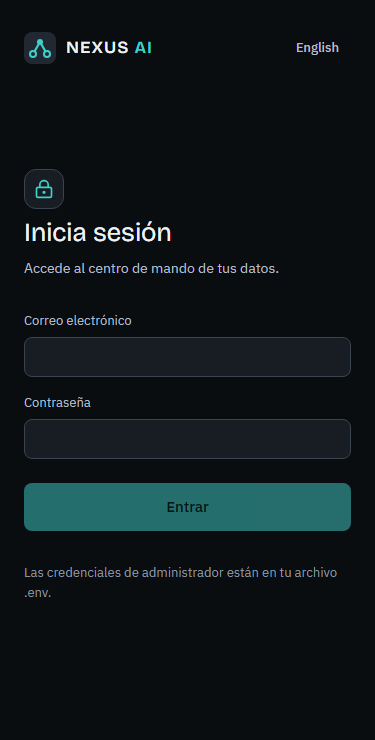 NEXUS AI
English
Inicia sesión
Accede al centro de mando de tus datos.
Correo electrónico
Contraseña
Entrar
Las credenciales de administrador están en tu archivo
.env.